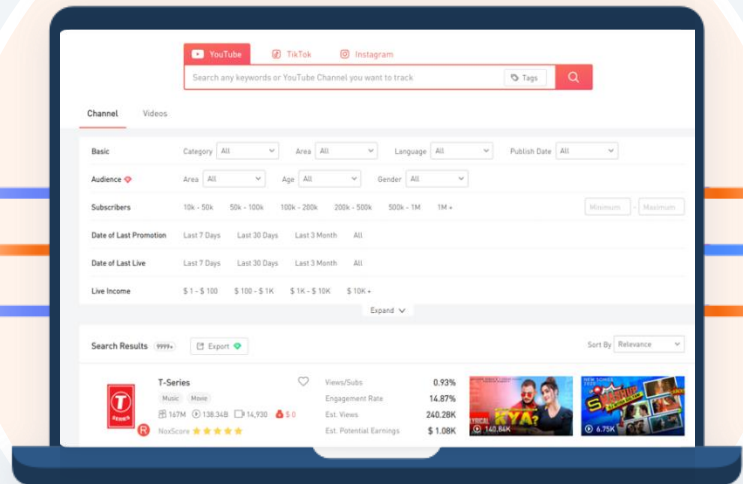 YouTube TikTok Instagram
Search any keywords or YouTube Channel you want to track Tags
Channel Videos
Basic Category All Area All Language All Publish Date All
Audience Area All Age All Gender All
Subscribers 10k - 50k 50k - 100k 100k - 200k 200k - 500k 500k - 1M 1M + Minimum - Maximum
Date of Last Promotion Last 7 Days Last 30 Days Last 3 Month All
Date of Last Live Last 7 Days Last 30 Days Last 3 Month All
Live Income $ 1 - $ 100 $ 100 - $ 1K $ 1K - $ 10K $ 10K +
Expand
Search Results 9999+ Export Sort By Relevance
T-Series Views/Subs 0.93%
Music Movie Engagement Rate 14.87%
167M 138.34B 14,930 $ 0 Est. Views 240.28K
NoxScore Est. Potential Earnings $ 1.08K
T
SERIES
R
LYRICAL
KYA?
140.84K
MASHUP
6.75K